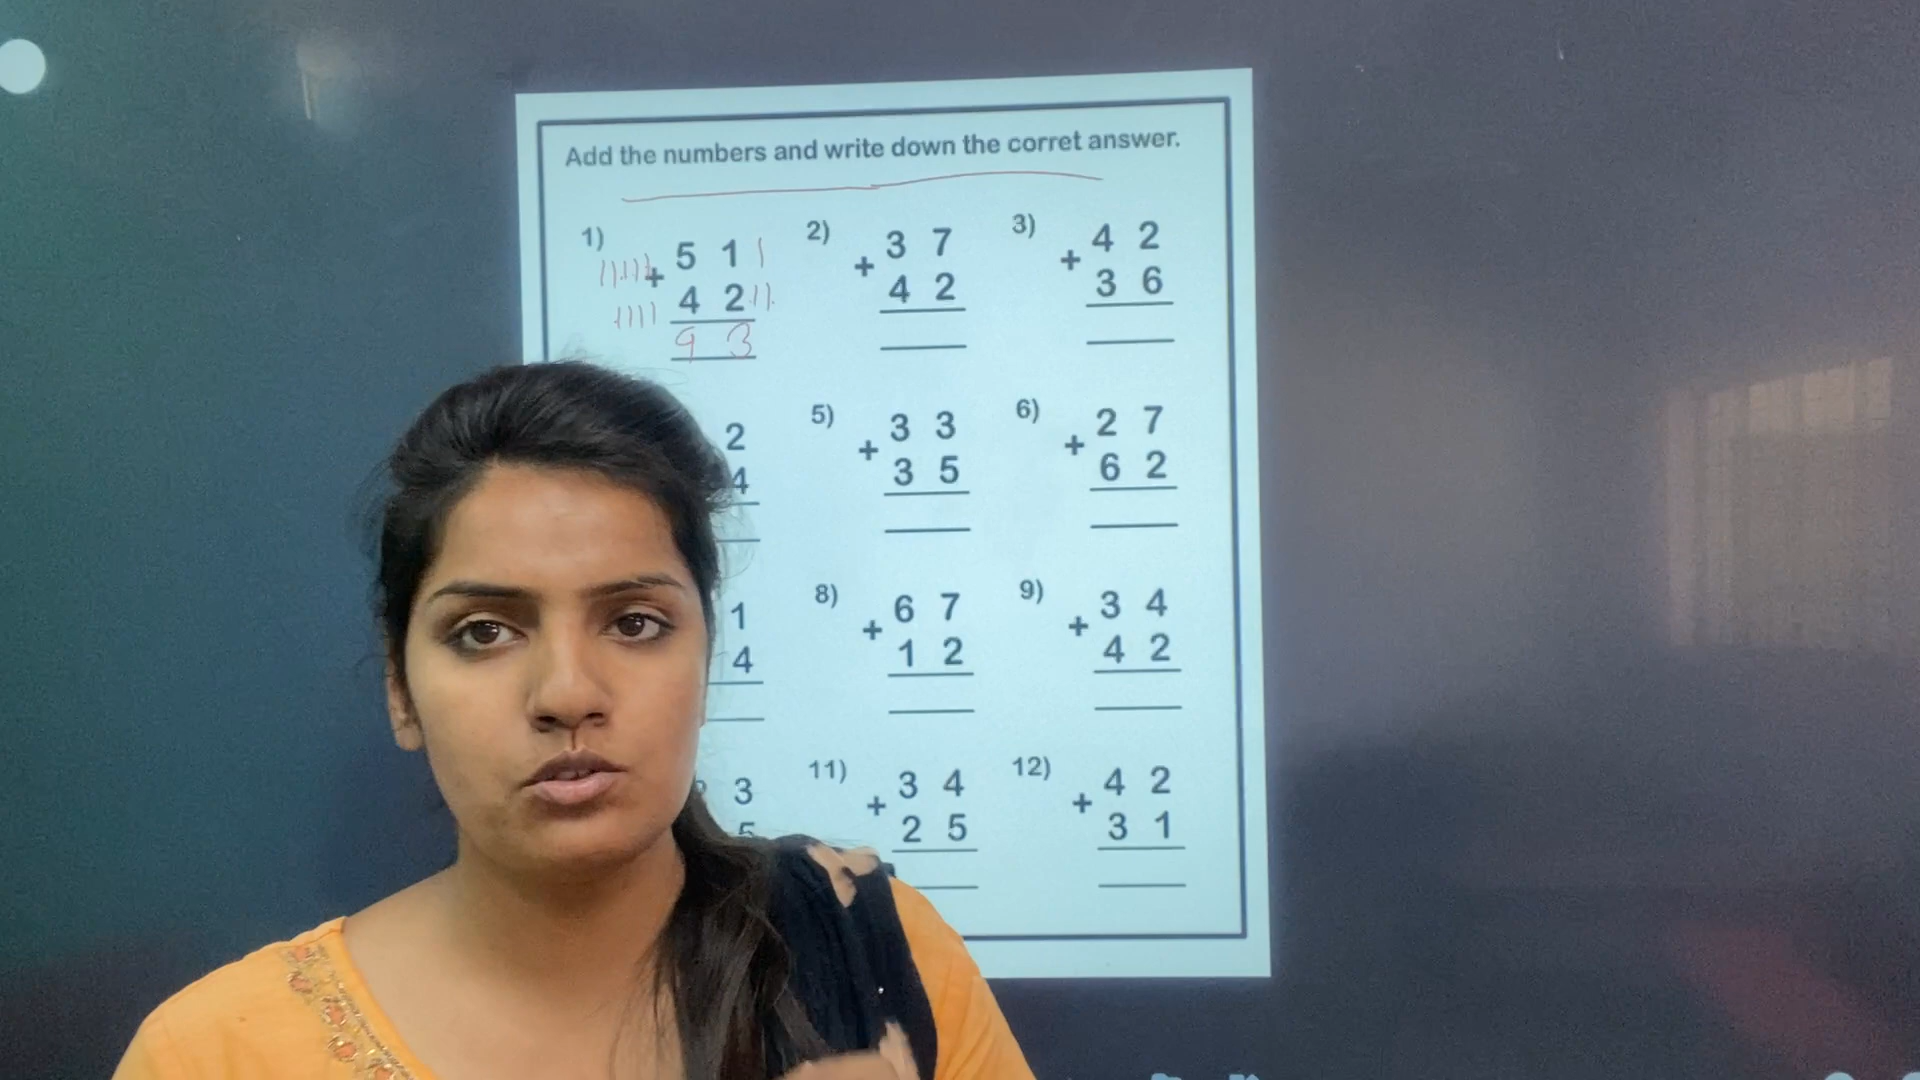 Add the numbers and write down the corret answer.
1) 2) 3)
5 1 3 7 4 2
+ + +
4 2 4 2 3 6
9 3
5) 6)
2 3 3 2 7
+ +
4 3 5 6 2
8) 9)
1 6 7 3 4
+ +
4 1 2 4 2
11) 12)
3 3 4 4 2
+ +
5 2 5 3 1